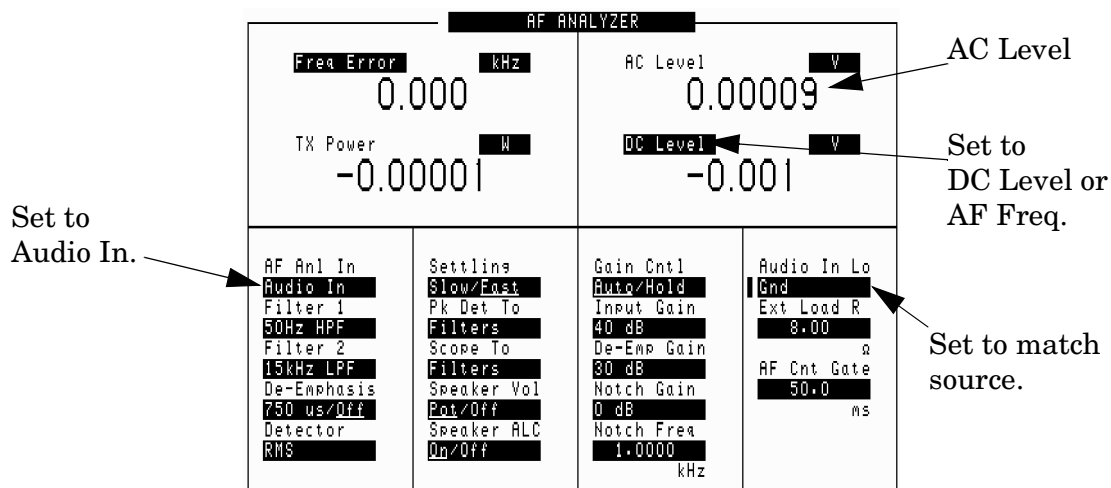 AF ANALYZER
Freq Error kHz
0.000
TX Power W
-0.00001
AC Level V
0.00009
DC Level V
-0.001
AC Level
Set to
DC Level or
AF Freq.
Set to
Audio In.
AF Anl In
Audio In
Filter 1
50Hz HPF
Filter 2
15kHz LPF
De-Emphasis
750 us/Off
Detector
RMS
Settling
Slow/Fast
Pk Det To
Filters
Scope To
Filters
Speaker Vol
Pot/Off
Speaker ALC
On/Off
Gain Cntl
Auto/Hold
Input Gain
40 dB
De-Emp Gain
30 dB
Notch Gain
0 dB
Notch Freq
1.0000
kHz
Audio In Lo
Gnd
Ext Load R
8.00
Ω
AF Cnt Gate
50.0
ms
Set to match
source.